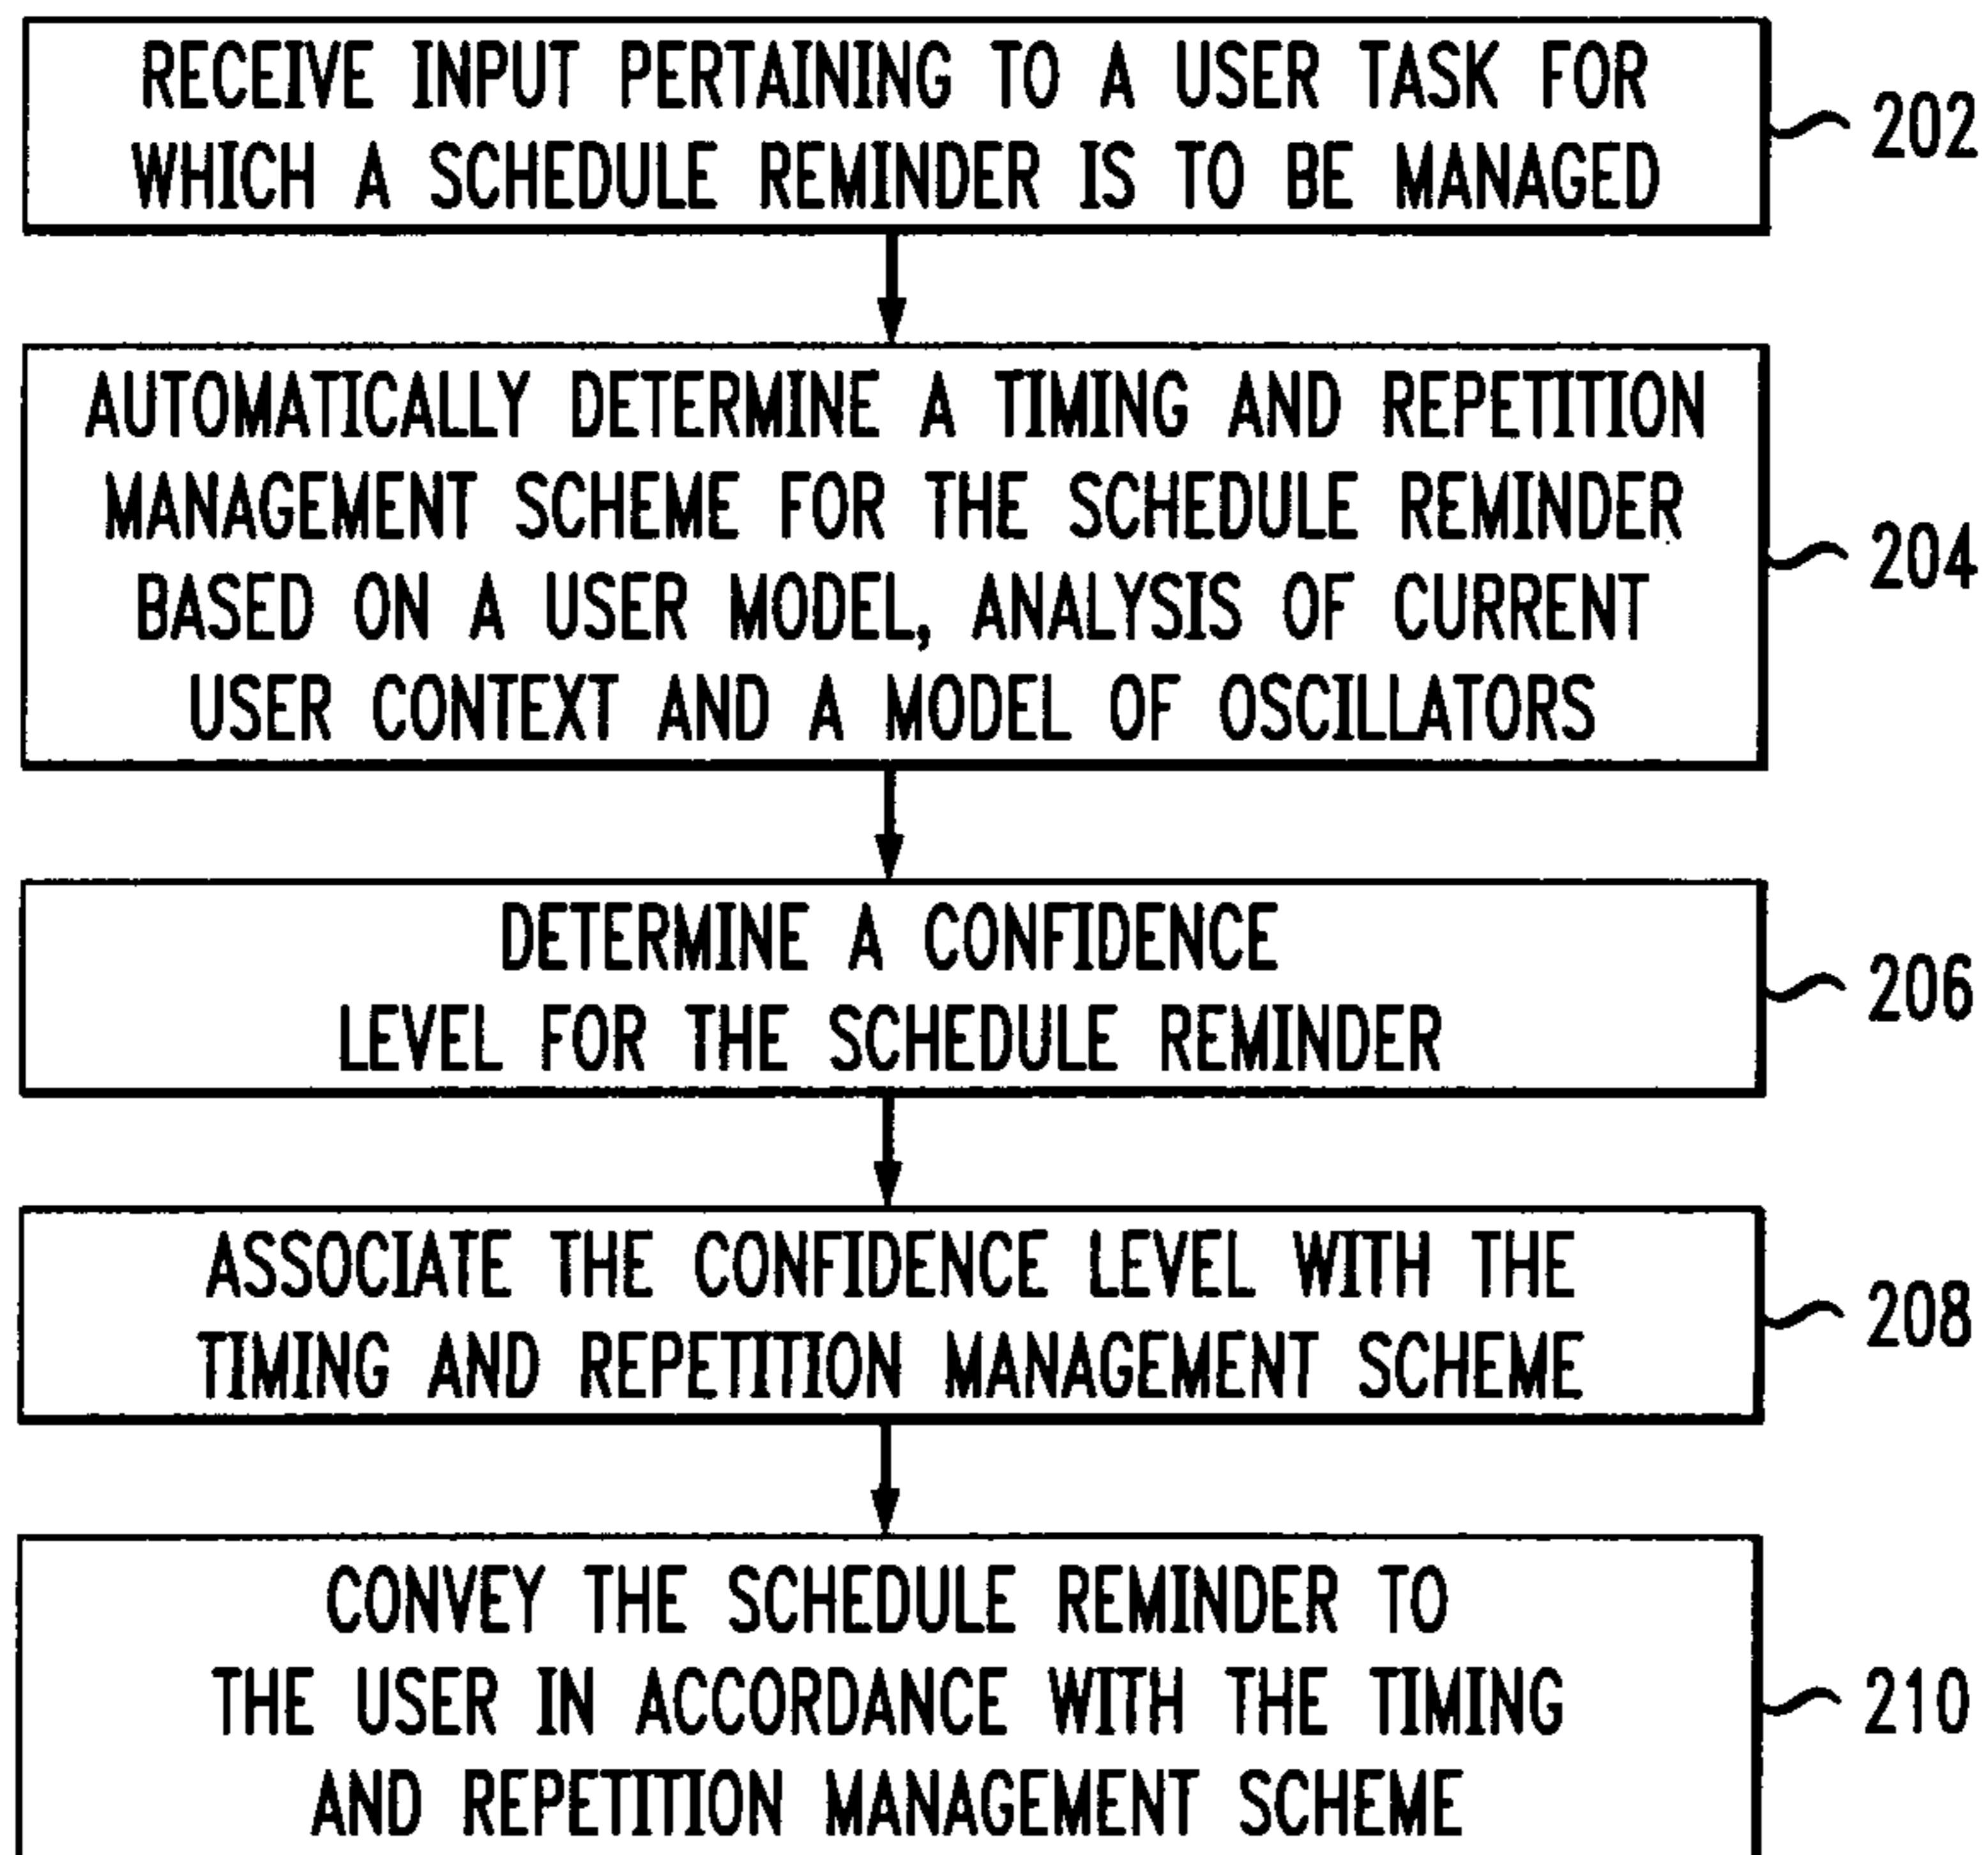 RECEIVE INPUT PERTAINING TO A USER TASK FOR
WHICH A SCHEDULE REMINDER IS TO BE MANAGED
202
AUTOMATICALLY DETERMINE A TIMING AND REPETITION
MANAGEMENT SCHEME FOR THE SCHEDULE REMINDER
BASED ON A USER MODEL, ANALYSIS OF CURRENT
USER CONTEXT AND A MODEL OF OSCILLATORS
204
DETERMINE A CONFIDENCE
LEVEL FOR THE SCHEDULE REMINDER
206
ASSOCIATE THE CONFIDENCE LEVEL WITH THE
TIMING AND REPETITION MANAGEMENT SCHEME
208
CONVEY THE SCHEDULE REMINDER TO
THE USER IN ACCORDANCE WITH THE TIMING
AND REPETITION MANAGEMENT SCHEME
210